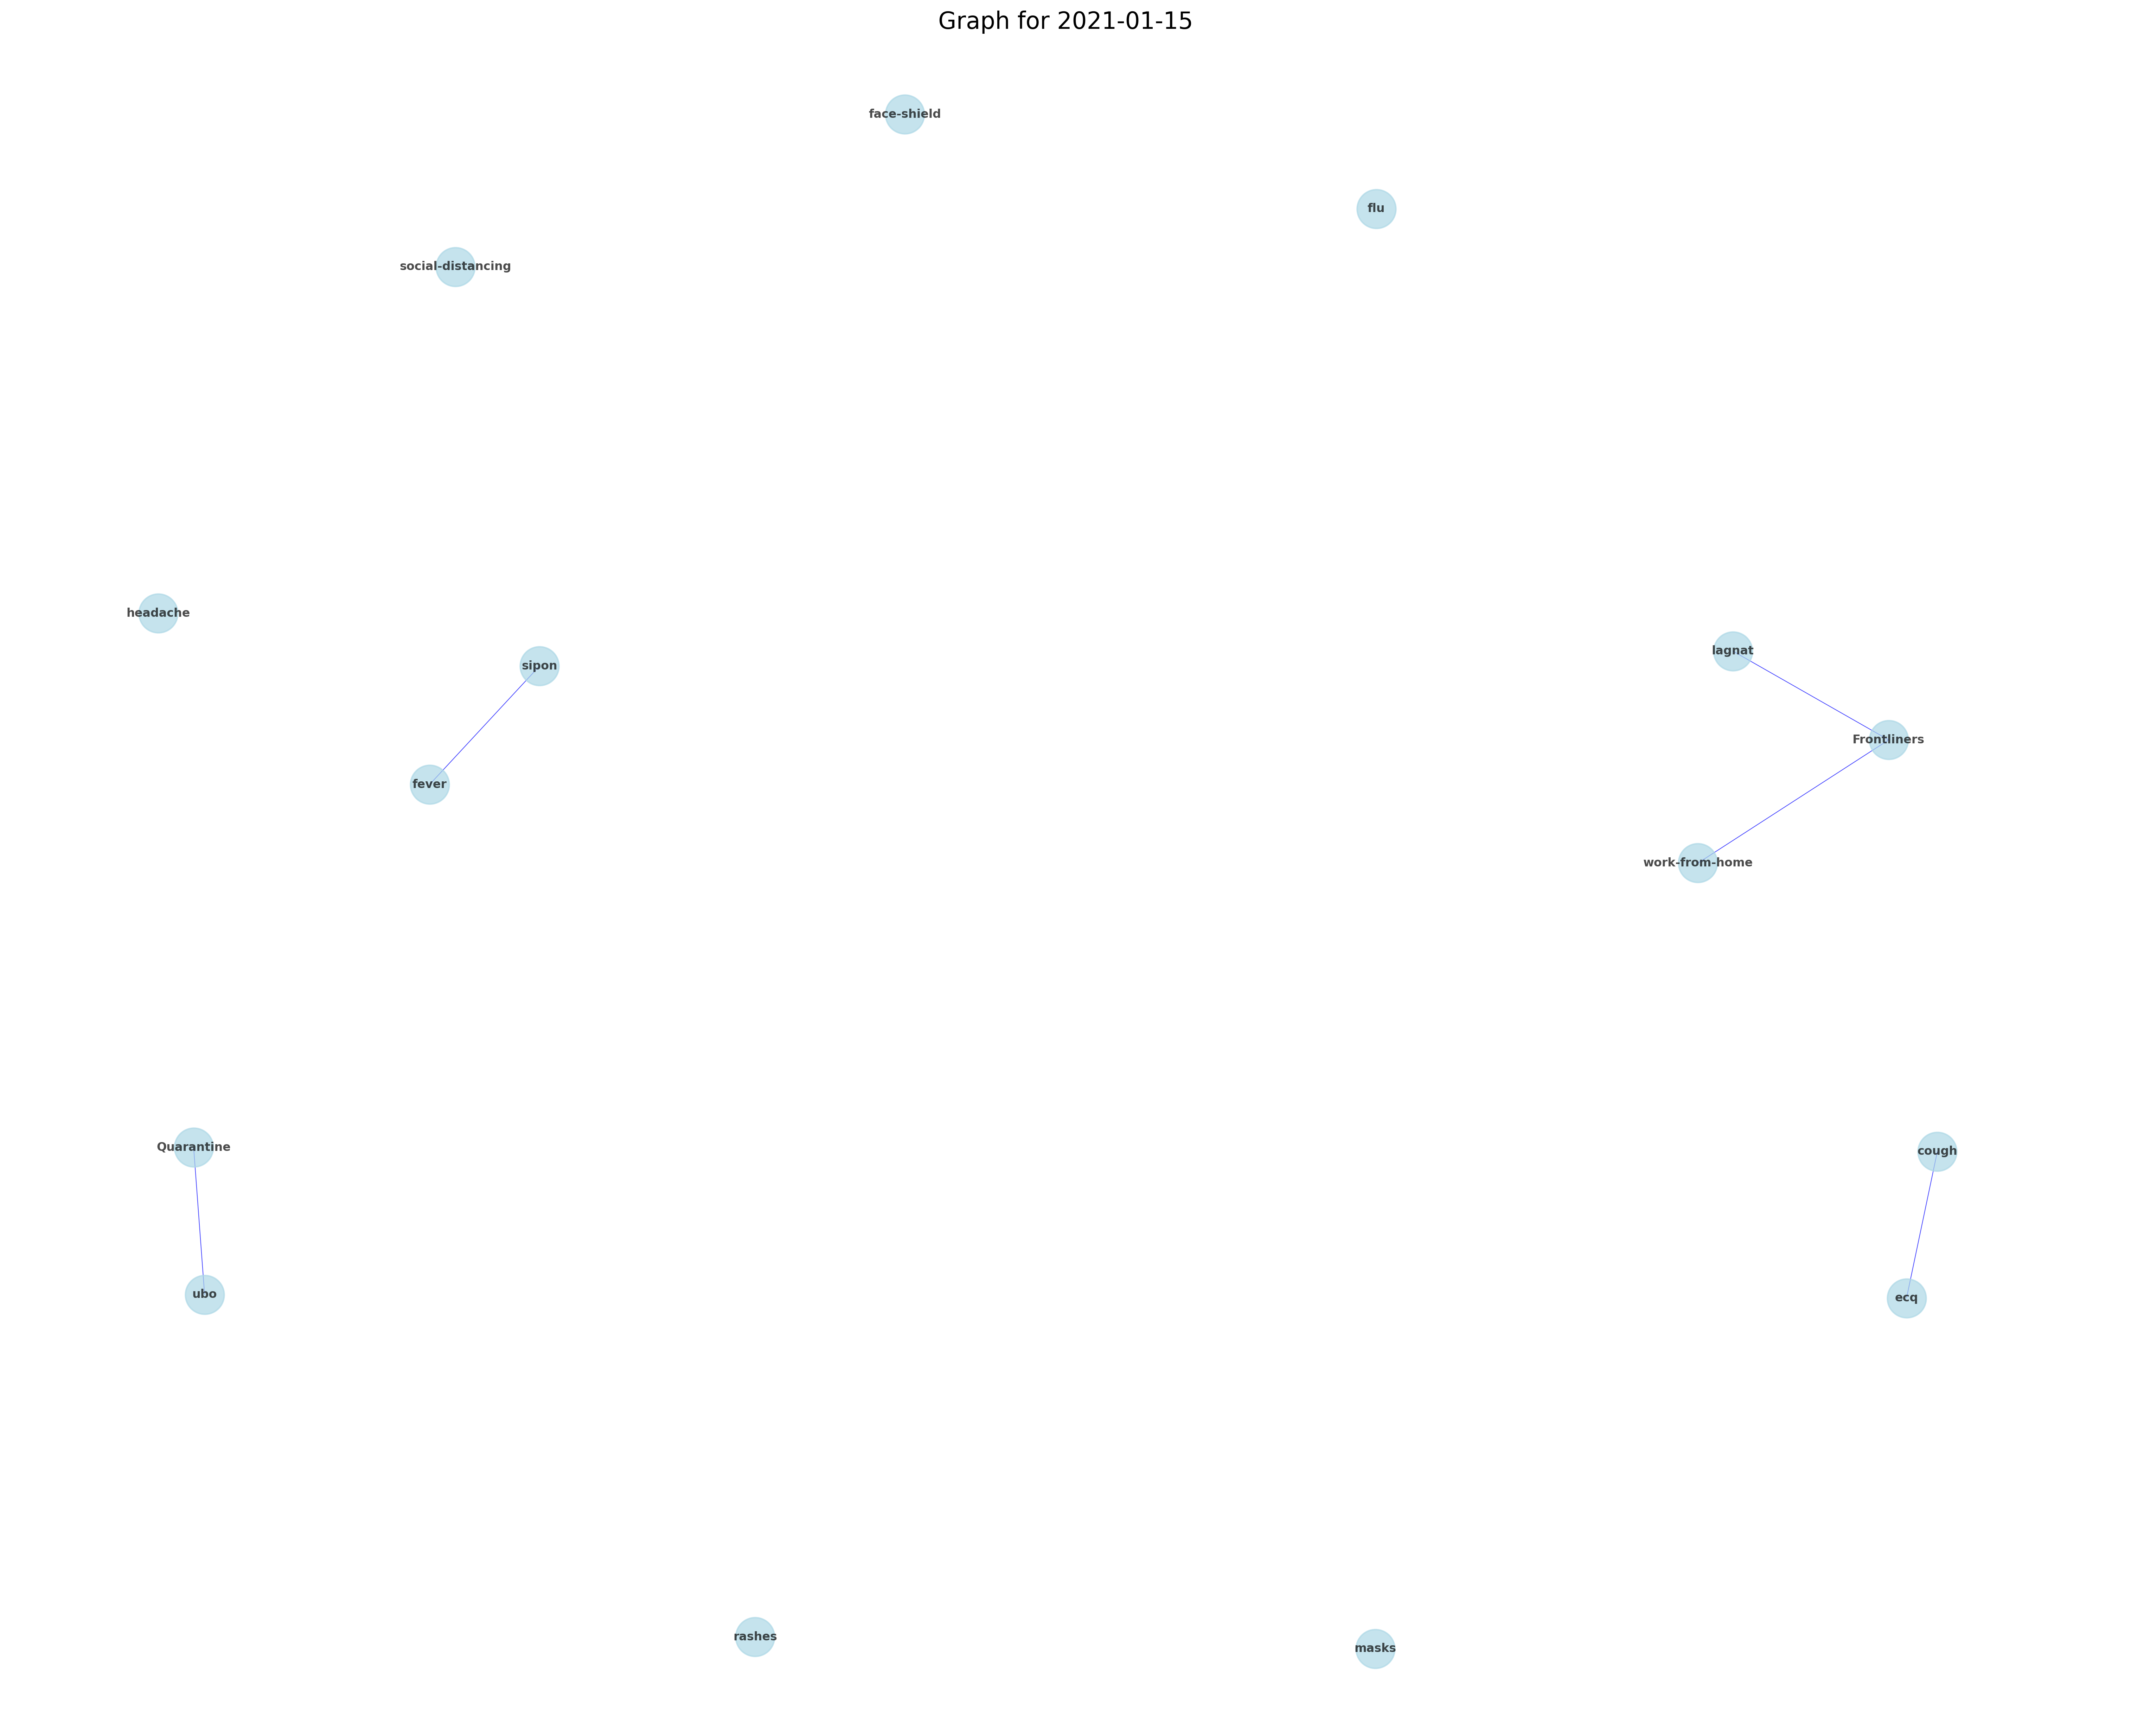 Graph for 2021-01-15
face-shield
flu
social-distancing
headache
sipon
lagnat
Frontliners
fever
work-from-home
Quarantine
cough
ubo
ecq
rashes
masks